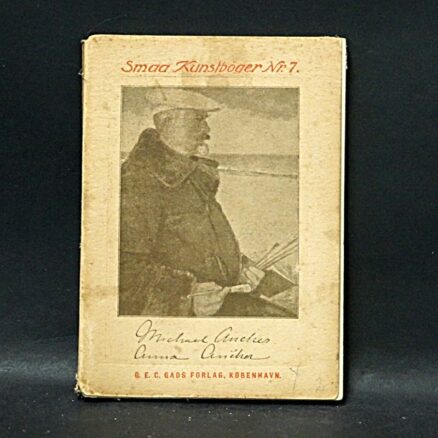 Smaa Kunstbøger Nr. 7.
Michael Ancher
Anna Ancher
G. E. C. GADS FORLAG, KØBENHAVN.